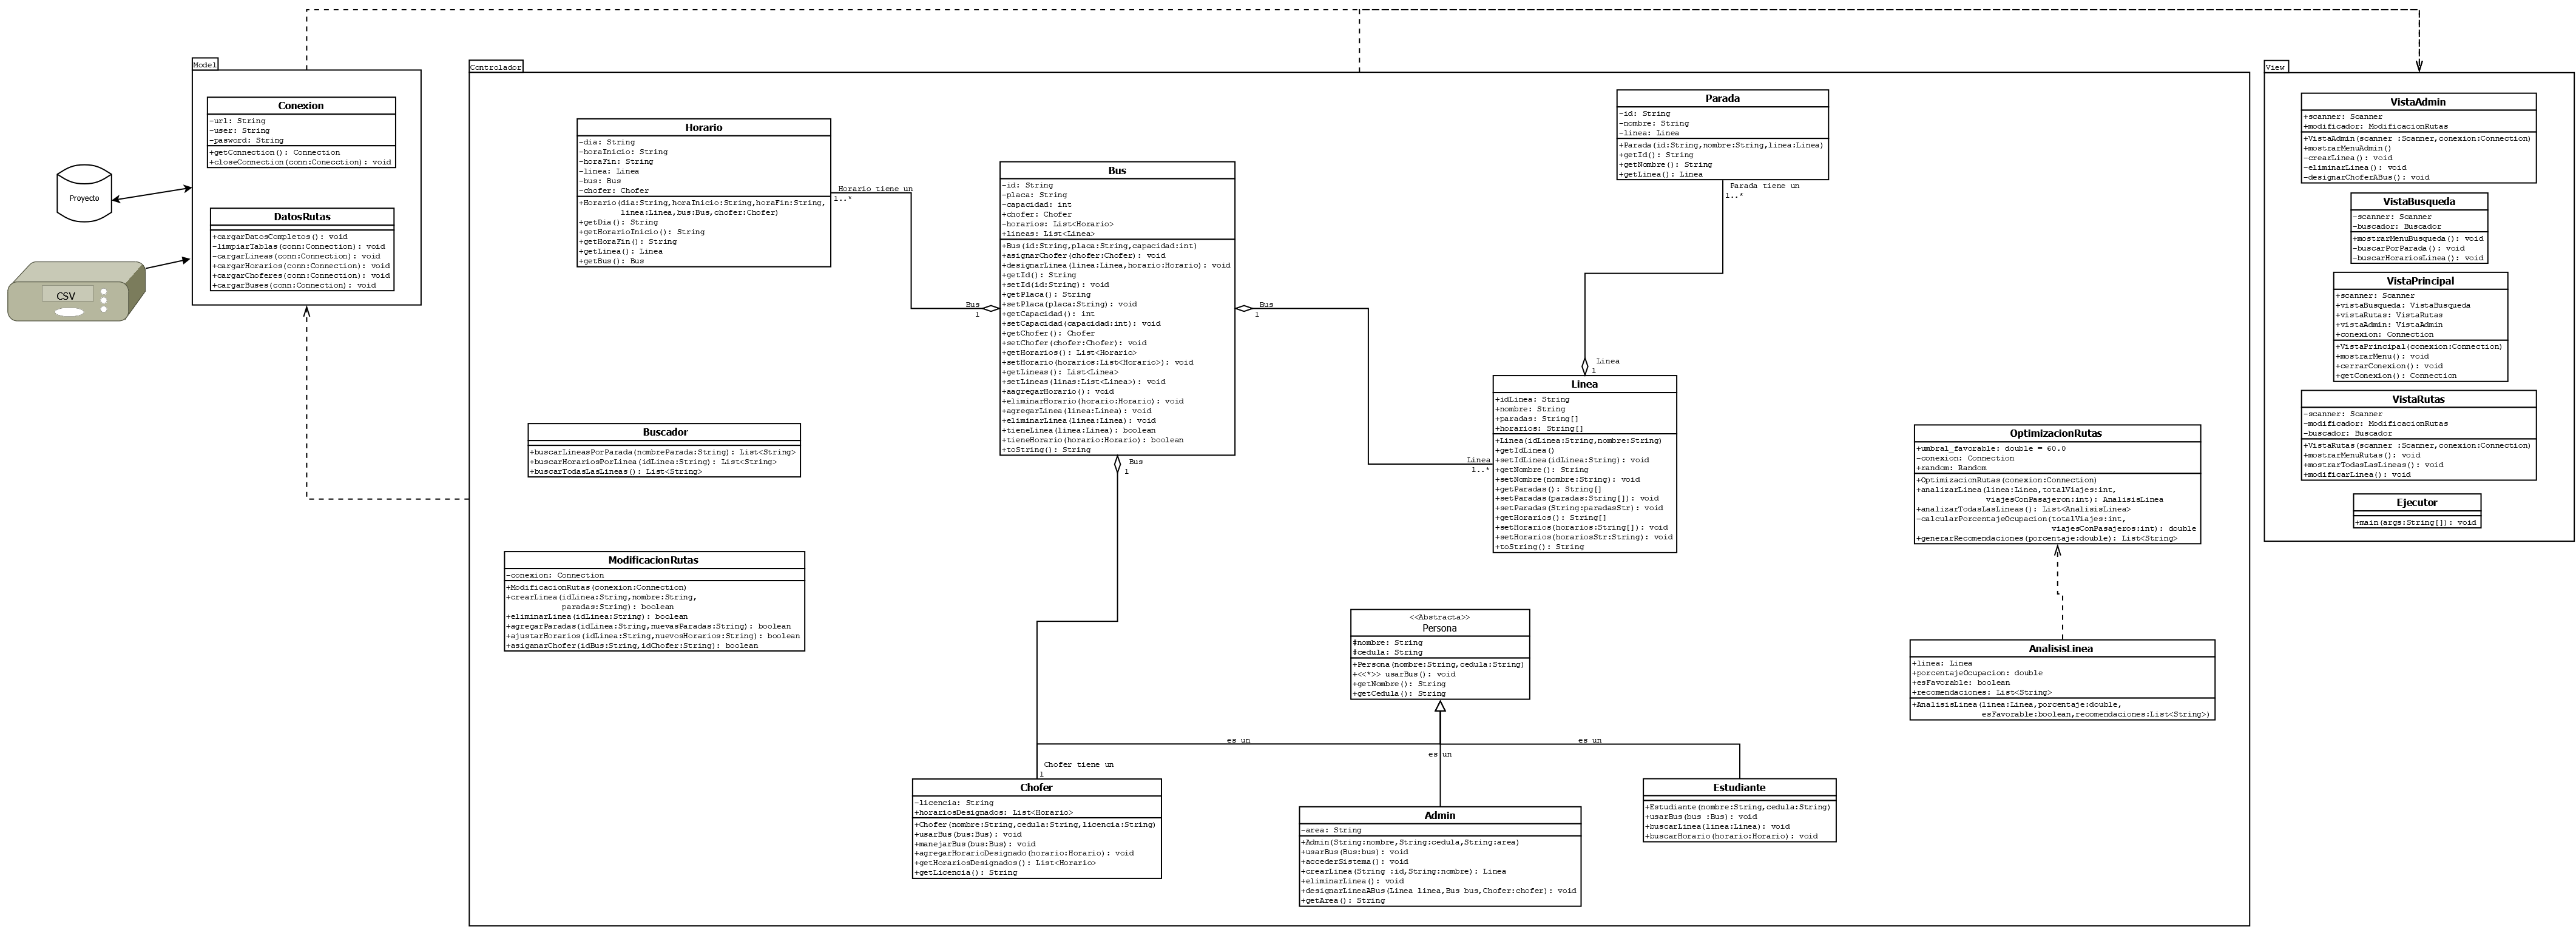 Model
Conexion
-url: String
-user: String
-pasword: String
+getConnection(): Connection
+closeConnection(conn:Conecction): void
Proyecto
DatosRutas
+cargarDatosCompletos(): void
-limpiarTablas(conn:Connection): void
-cargarLineas(conn:Connection): void
+cargarHorarios(conn:Connection): void
+cargarChoferes(conn:Connection): void
+cargarBuses(conn:Connection): void
CSV
Controlador
Horario
-dia: String
-horaInicio: String
-horaFin: String
-linea: Linea
-bus: Bus
-chofer: Chofer
+Horario(dia:String,horaInicio:String,horaFin:String,
linea:Linea,bus:Bus,chofer:Chofer)
+getDia(): String
+getHorarioInicio(): String
+getHoraFin(): String
+getLinea(): Linea
+getBus(): Bus
Horario tiene un
1..*
Bus
1
Bus
-id: String
-placa: String
-capacidad: int
+chofer: Chofer
-horarios: List<Horario>
+lineas: List<Linea>
+Bus(id:String,placa:String,capacidad:int)
+asignarChofer(chofer:Chofer): void
+designarLinea(linea:Linea,horario:Horario): void
+getId(): String
+setId(id:String): void
+getPlaca(): String
+setPlaca(placa:String): void
+getCapacidad(): int
+setCapacidad(capacidad:int): void
+getChofer(): Chofer
+setChofer(chofer:Chofer): void
+getHorarios(): List<Horario>
+setHorario(horarios:List<Horario>): void
+getLineas(): List<Linea>
+setLineas(linas:List<Linea>): void
+aagregarHorario(): void
+eliminarHorario(horario:Horario): void
+agregarLinea(linea:Linea): void
+eliminarLinea(linea:Linea): void
+tieneLinea(linea:Linea): boolean
+tieneHorario(horario:Horario): boolean
+toString(): String
Bus
1
Bus
1
Linea
1..*
Parada
-id: String
-nombre: String
-linea: Linea
+Parada(id:String,nombre:String,linea:Linea)
+getId(): String
+getNombre(): String
+getLinea(): Linea
Parada tiene un
1..*
Linea
1
Linea
+idLinea: String
+nombre: String
+paradas: String[]
+horarios: String[]
+Linea(idLinea:String,nombre:String)
+getIdLinea()
+setIdLinea(idLinea:String): void
+getNombre(): String
+setNombre(nombre:String): void
+getParadas(): String[]
+setParadas(paradas:String[]): void
+setParadas(String:paradasStr): void
+getHorarios(): String[]
+setHorarios(horarios:String[]): void
+setHorarios(horariosStr:String): void
+toString(): String
Buscador
+buscarLineasPorParada(nombreParada:String): List<String>
+buscarHorariosPorLinea(idLinea:String): List<String>
+buscarTodasLasLineas(): List<String>
ModificacionRutas
-conexion: Connection
+ModificacionRutas(conexion:Connection)
+crearLinea(idLinea:String,nombre:String,
paradas:String): boolean
+eliminarLinea(idLinea:String): boolean
+agregarParadas(idLinea:String,nuevasParadas:String): boolean
+ajustarHorarios(idLinea:String,nuevosHorarios:String): boolean
+asiganarChofer(idBus:String,idChofer:String): boolean
<<Abstracta>>
Persona
#nombre: String
#cedula: String
+Persona(nombre:String,cedula:String)
+<<*>> usarBus(): void
+getNombre(): String
+getCedula(): String
es un
es un
es un
Chofer tiene un
1
Chofer
-licencia: String
+horariosDesignados: List<Horario>
+Chofer(nombre:String,cedula:String,licencia:String)
+usarBus(bus:Bus): void
+manejarBus(bus:Bus): void
+agregarHorarioDesignado(horario:Horario): void
+getHorariosDesignados(): List<Horario>
+getLicencia(): String
Admin
-area: String
+Admin(String:nombre,String:cedula,String:area)
+usarBus(Bus:bus): void
+accederSistema(): void
+crearLinea(String :id,String:nombre): Linea
+eliminarLinea(): void
+designarLineaABus(Linea linea,Bus bus,Chofer:chofer): void
+getArea(): String
Estudiante
+Estudiante(nombre:String,cedula:String)
+usarBus(bus :Bus): void
+buscarLinea(linea:Linea): void
+buscarHorario(horario:Horario): void
OptimizacionRutas
+umbral_favorable: double = 60.0
-conexion: Connection
+random: Random
+OptimizacionRutas(conexion:Connection)
+analizarLinea(linea:Linea,totalViajes:int,
viajesConPasajeron:int): AnalisisLinea
+analizarTodasLasLineas(): List<AnalisisLinea>
-calcularPorcentajeOcupacion(totalViajes:int,
viajesConPasajeros:int): double
+generarRecomendaciones(porcentaje:double): List<String>
AnalisisLinea
+linea: Linea
+porcentajeOcupacion: double
+esFavorable: boolean
+recomendaciones: List<String>
+AnalisisLinea(linea:Linea,porcentaje:double,
esFavorable:boolean,recomendaciones:List<String>)
View
VistaAdmin
+scanner: Scanner
+modificador: ModificacionRutas
+VistaAdmin(scanner :Scanner,conexion:Connection)
+mostrarMenuAdmin()
-crearLinea(): void
-eliminarLinea(): void
-designarChoferABus(): void
VistaBusqueda
-scanner: Scanner
-buscador: Buscador
+mostrarMenuBusqueda(): void
-buscarPorParada(): void
-buscarHorariosLinea(): void
VistaPrincipal
+scanner: Scanner
+vistaBusqueda: VistaBusqueda
+vistaRutas: VistaRutas
+vistaAdmin: VistaAdmin
+conexion: Connection
+VistaPrincipal(conexion:Connection)
+mostrarMenu(): void
+cerrarConexion(): void
+getConexion(): Connection
VistaRutas
-scanner: Scanner
-modificador: ModificacionRutas
-buscador: Buscador
+VistaRutas(scanner :Scanner,conexion:Connection)
+mostrarMenuRutas(): void
+mostrarTodasLasLineas(): void
+modificarLinea(): void
Ejecutor
+main(args:String[]): void